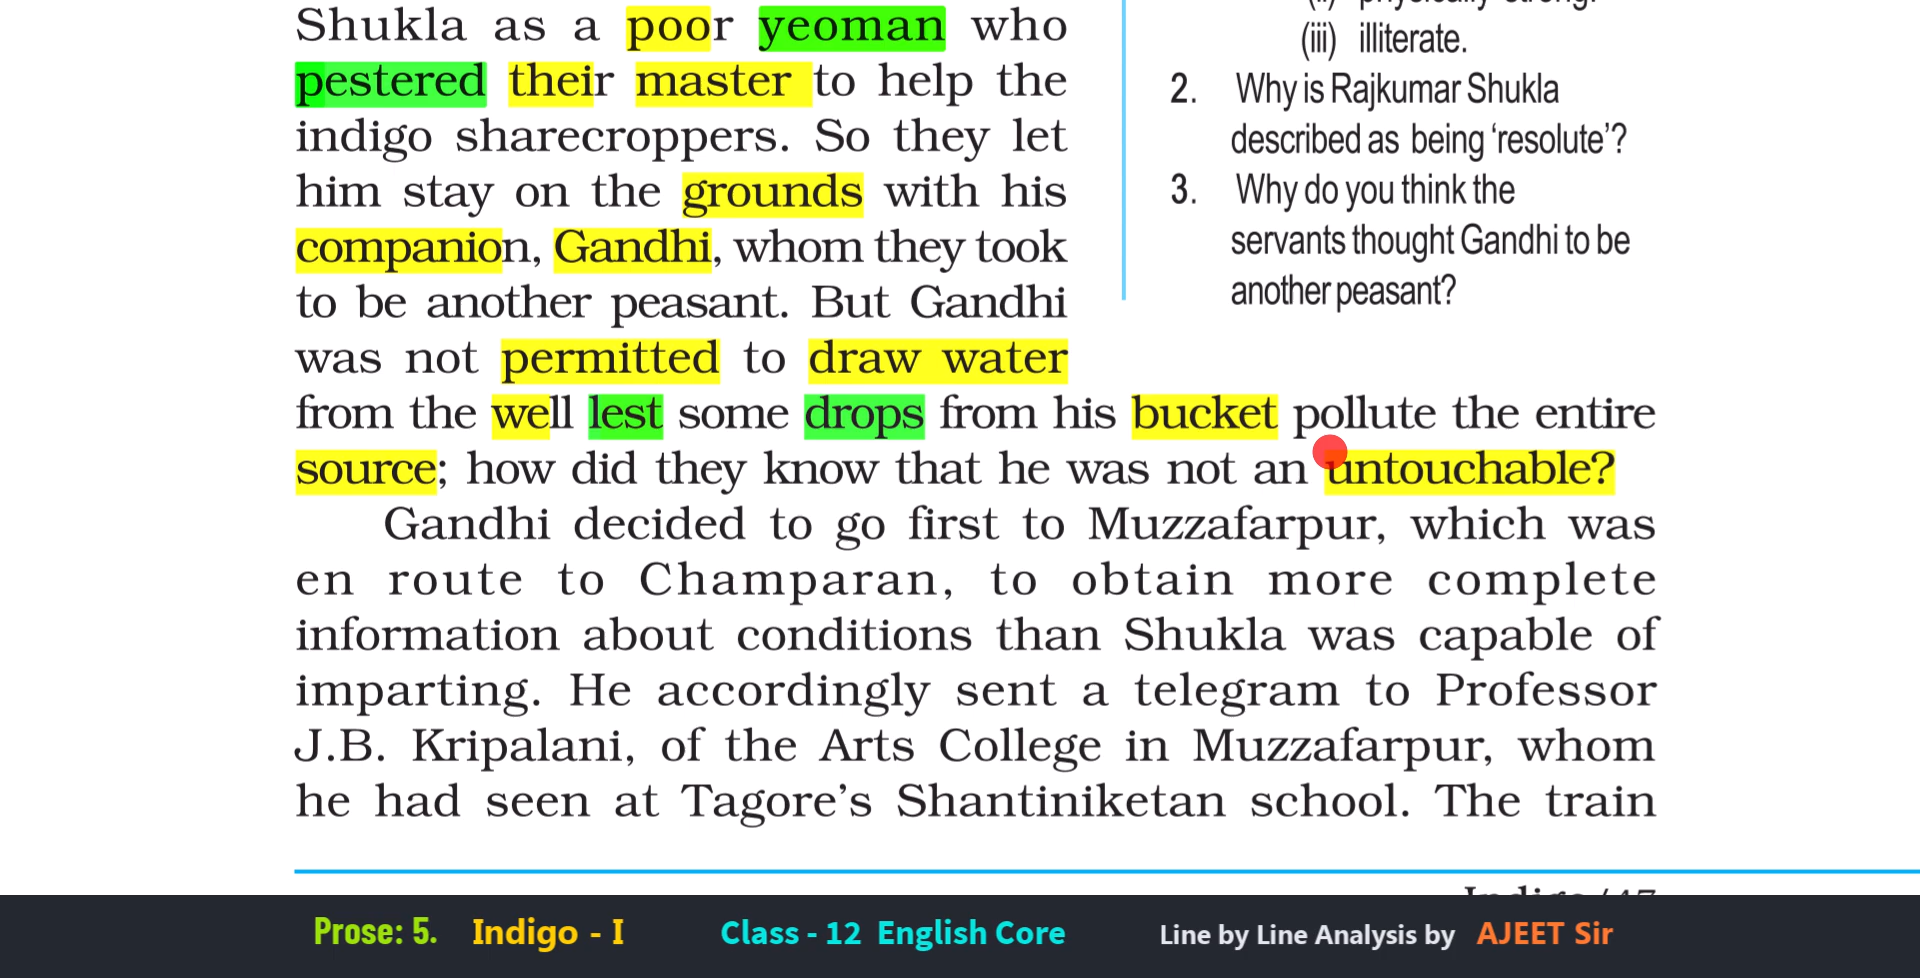 Shukla as a poor yeoman who
pestered their master to help the
indigo sharecroppers. So they let
him stay on the grounds with his
companion, Gandhi, whom they took
to be another peasant. But Gandhi
was not permitted to draw water
from the well lest some drops from his bucket pollute the entire
source; how did they know that he was not an untouchable?
Gandhi decided to go first to Muzzafarpur, which was
en route to Champaran, to obtain more complete
information about conditions than Shukla was capable of
imparting. He accordingly sent a telegram to Professor
J.B. Kripalani, of the Arts College in Muzzafarpur, whom
he had seen at Tagore's Shantiniketan school. The train
(ii) physically strong.
(iii) illiterate.
2. Why is Rajkumar Shukla
described as being ‘resolute’?
3. Why do you think the
servants thought Gandhi to be
another peasant?
Indigo/47
Prose: 5. Indigo - I Class - 12 English Core Line by Line Analysis by AJEET Sir